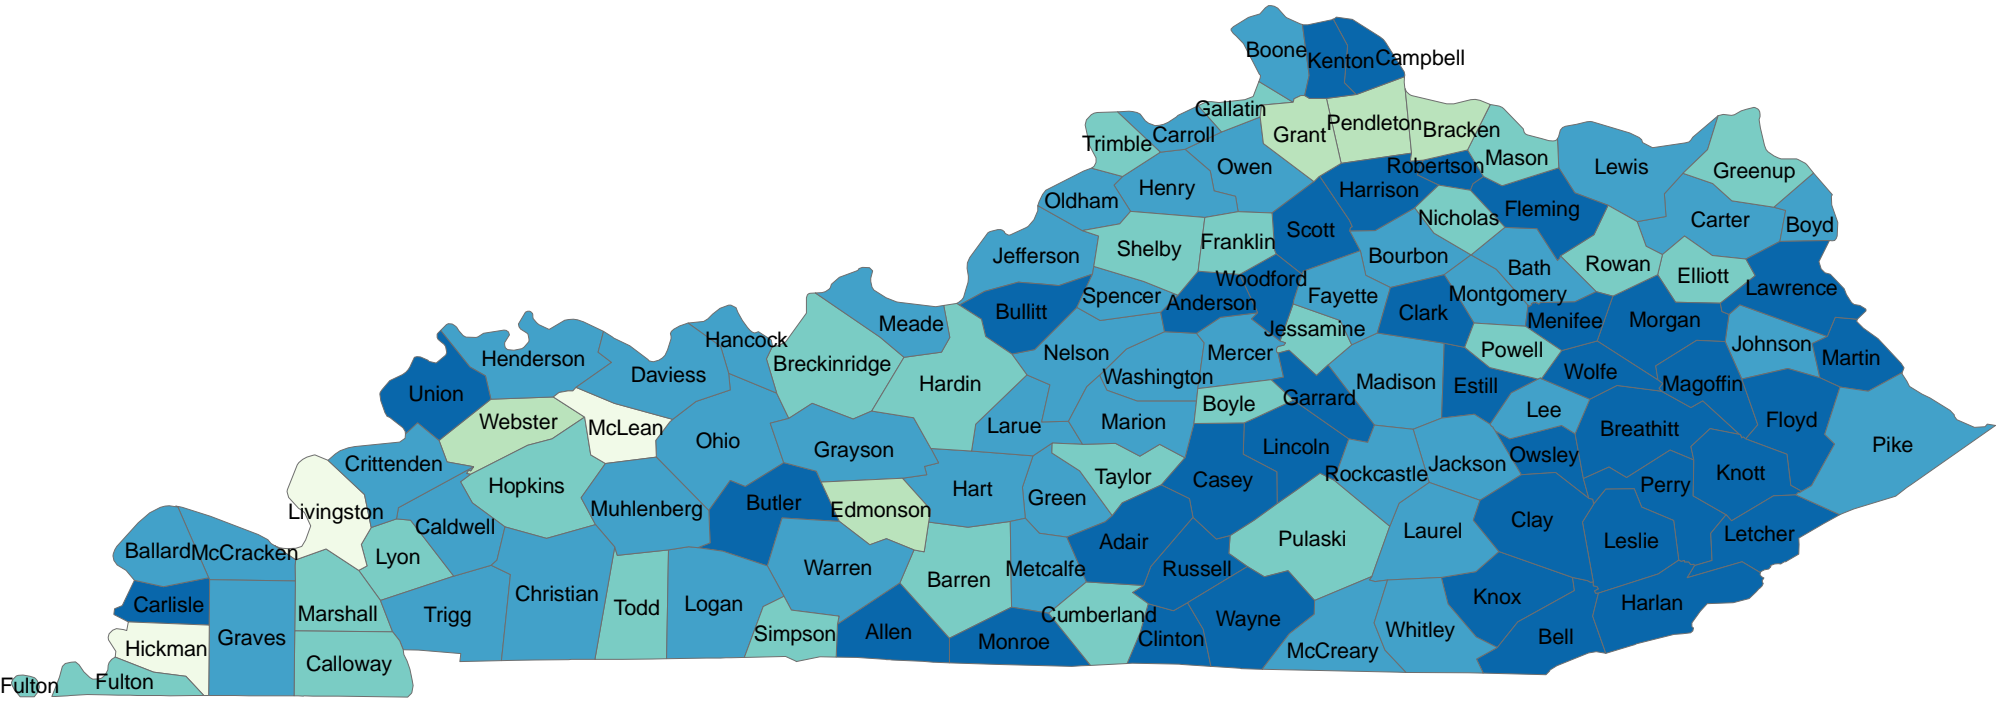 Boone
Kenton
Campbell
Gallatin
Grant
Pendleton
Bracken
Trimble
Carroll
Owen
Robertson
Mason
Lewis
Greenup
Oldham
Henry
Harrison
Nicholas
Fleming
Carter
Boyd
Jefferson
Shelby
Franklin
Scott
Bourbon
Bath
Rowan
Elliott
Lawrence
Bullitt
Spencer
Anderson
Woodford
Fayette
Clark
Montgomery
Menifee
Morgan
Johnson
Martin
Meade
Hancock
Breckinridge
Hardin
Nelson
Washington
Mercer
Jessamine
Madison
Estill
Powell
Wolfe
Magoffin
Floyd
Pike
Henderson
Daviess
Union
Webster
McLean
Ohio
Grayson
Larue
Marion
Boyle
Garrard
Lincoln
Rockcastle
Jackson
Lee
Owsley
Breathitt
Knott
Perry
Crittenden
Livingston
Hopkins
Muhlenberg
Butler
Edmonson
Hart
Green
Taylor
Casey
Pulaski
Laurel
Clay
Leslie
Letcher
Ballard
McCracken
Lyon
Caldwell
Christian
Warren
Barren
Metcalfe
Adair
Russell
Knox
Harlan
Carlisle
Graves
Marshall
Trigg
Todd
Logan
Simpson
Allen
Monroe
Cumberland
Clinton
Wayne
McCreary
Whitley
Bell
Hickman
Calloway
Fulton
Fulton